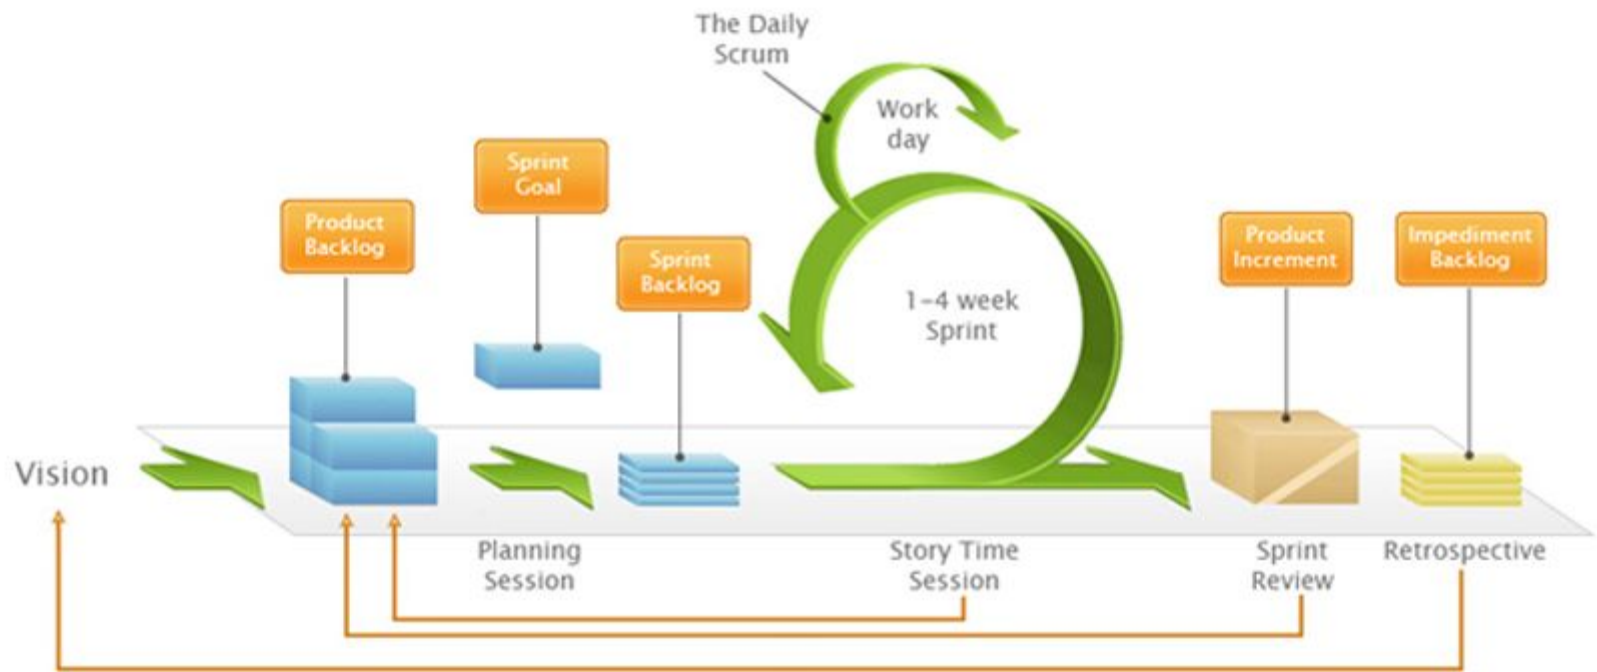 The Daily
Scrum
Work
day
Sprint
Goal
Product
Backlog
Sprint
Backlog
1-4 week
Sprint
Product
Increment
Impediment
Backlog
Vision
Planning
Session
Story Time
Session
Sprint
Review
Retrospective